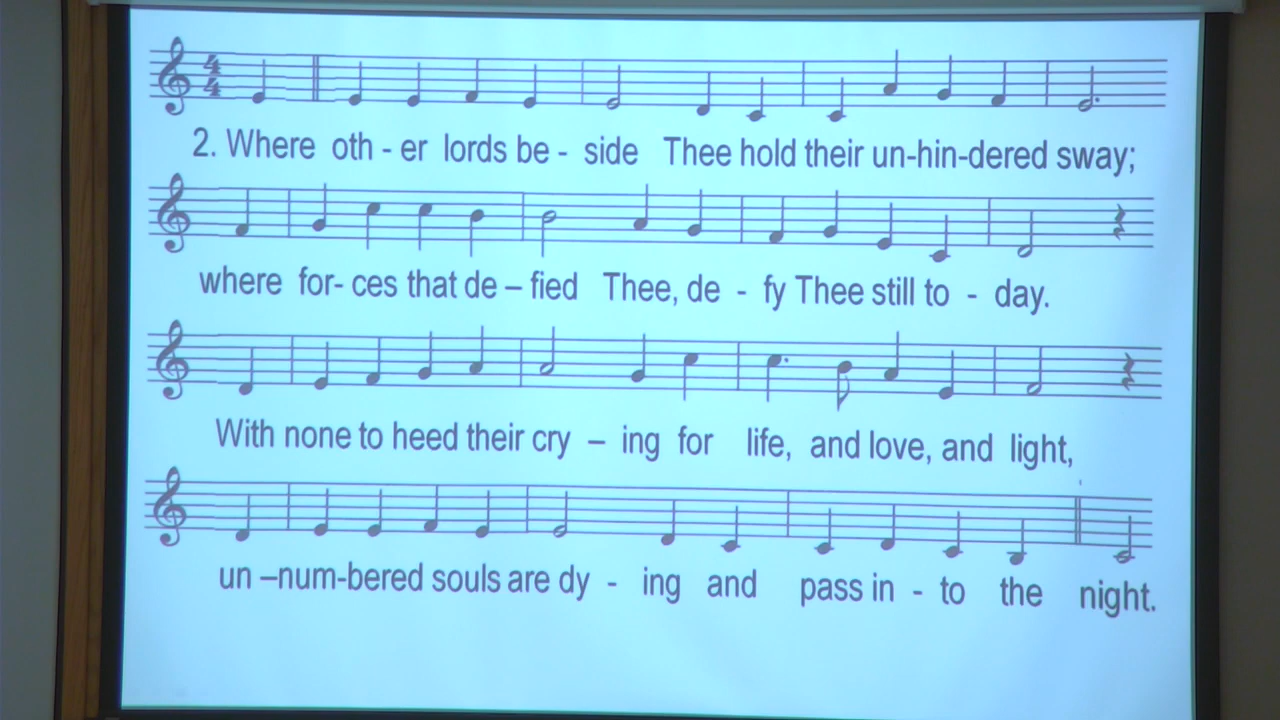 4
4
2. Where oth - er lords be - side Thee hold their un-hin-dered sway;
where for- ces that de – fied Thee, de - fy Thee still to - day.
With none to heed their cry – ing for life, and love, and light,
un –num-bered souls are dy - ing and pass in - to the night.